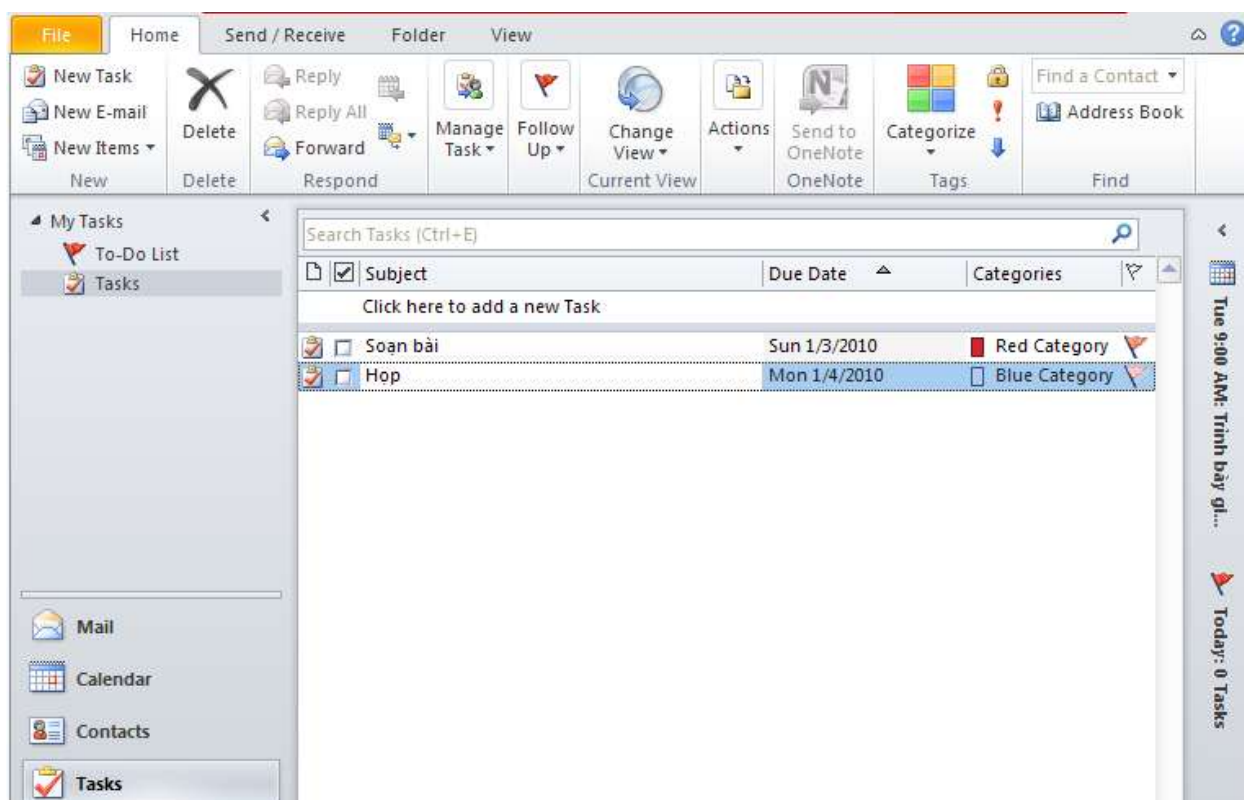 File Home Send / Receive Folder View
New Task
New E-mail
New Items
New
Delete
Delete
Reply
Reply All
Forward
Respond
Manage
Task
Follow
Up
Change
View
Current View
Actions
Send to
OneNote
OneNote
Categorize
Tags
Find a Contact
Address Book
Find
My Tasks
To-Do List
Tasks
Search Tasks (Ctrl+E)
Subject Due Date Categories
Click here to add a new Task
Soạn bài Sun 1/3/2010 Red Category
Họp Mon 1/4/2010 Blue Category
Mail
Calendar
Contacts
Tasks
Tue 9:00 AM: Trình bày gi...
Today: 0 Tasks